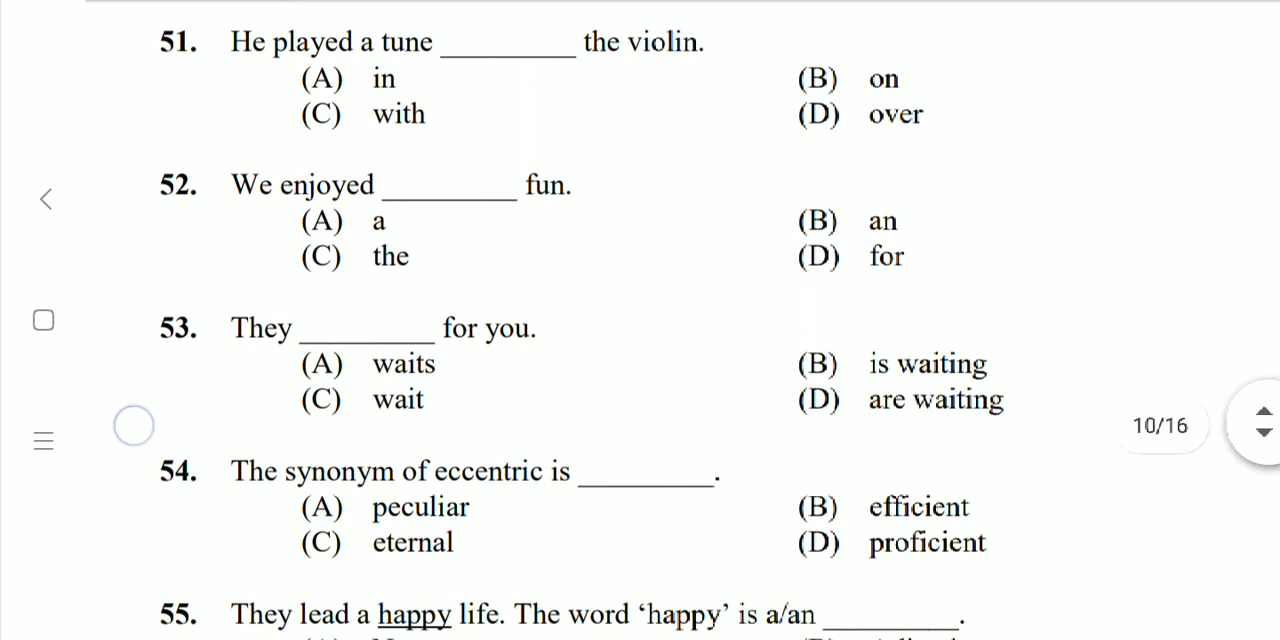 51. He played a tune _________ the violin.
(A) in (B) on
(C) with (D) over
52. We enjoyed _________ fun.
(A) a (B) an
(C) the (D) for
53. They _________ for you.
(A) waits (B) is waiting
(C) wait (D) are waiting
10/16
54. The synonym of eccentric is _________.
(A) peculiar (B) efficient
(C) eternal (D) proficient
55. They lead a happy life. The word ‘happy’ is a/an _________.